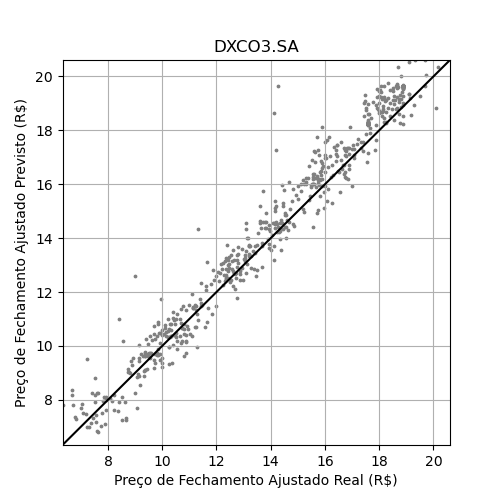 DXCO3.SA
Preço de Fechamento Ajustado Previsto (R$)
20
18
16
14
12
10
8
8 10 12 14 16 18 20
Preço de Fechamento Ajustado Real (R$)